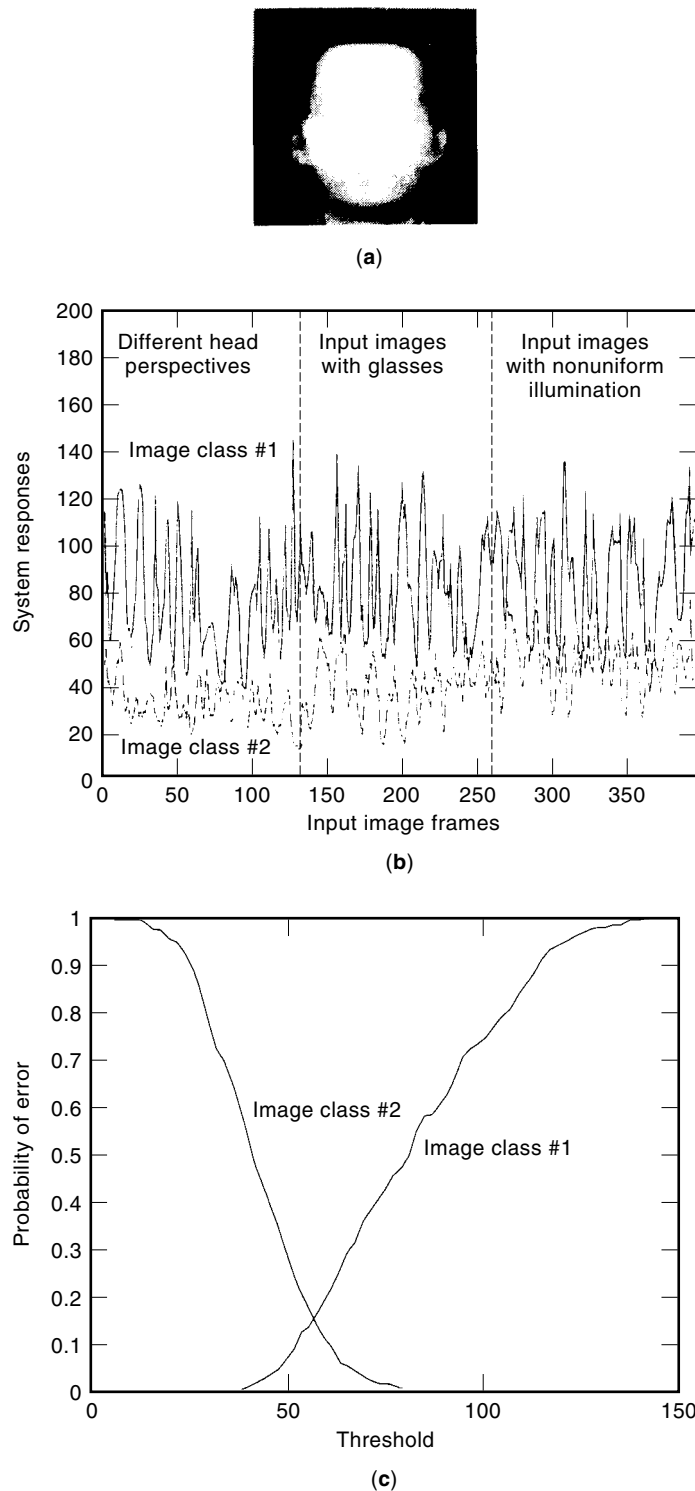 (a)
200
180
160
140
120
100
80
60
40
20
0
Different head
perspectives
Input images
with glasses
Input images
with nonuniform
illumination
Image class #1
Image class #2
System responses
0 50 100 150 200 250 300 350
Input image frames
(b)
1
0.9
0.8
0.7
0.6
0.5
0.4
0.3
0.2
0.1
0
Image class #2
Image class #1
Probability of error
0 50 100 150
Threshold
(c)